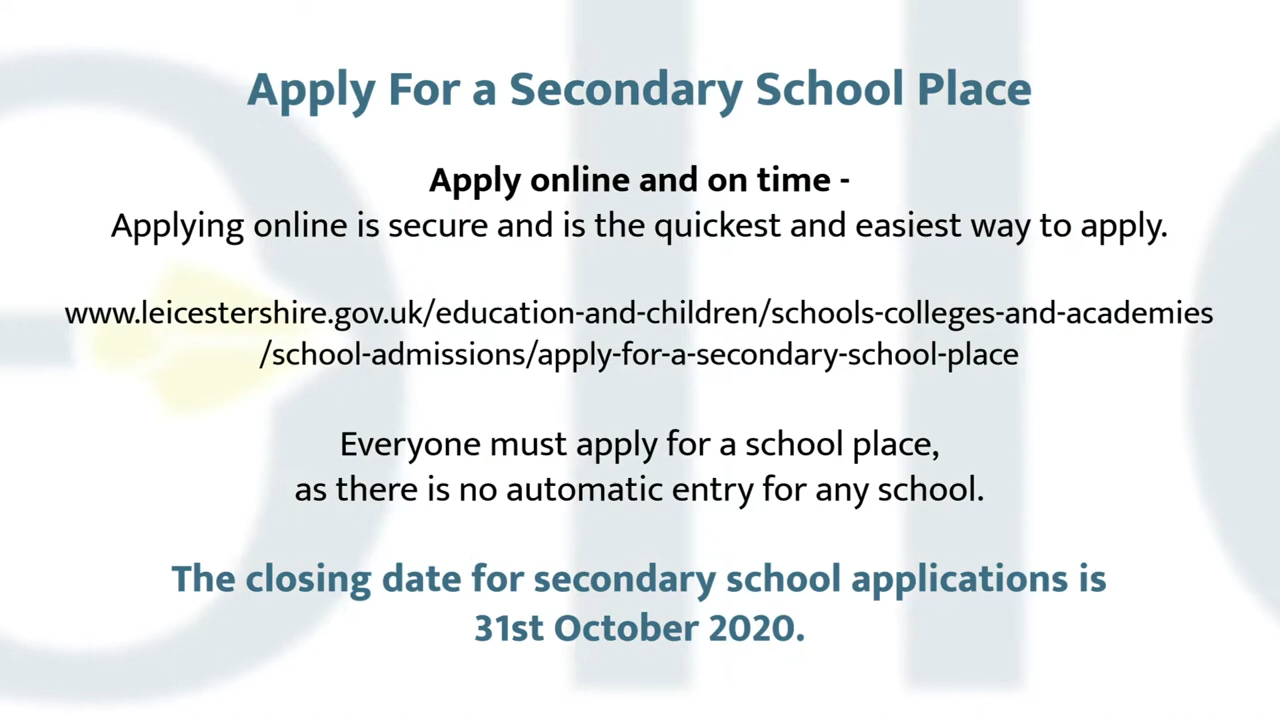 Apply For a Secondary School Place
Apply online and on time -
Applying online is secure and is the quickest and easiest way to apply.
www.leicestershire.gov.uk/education-and-children/schools-colleges-and-academies
/school-admissions/apply-for-a-secondary-school-place
Everyone must apply for a school place,
as there is no automatic entry for any school.
The closing date for secondary school applications is
31st October 2020.